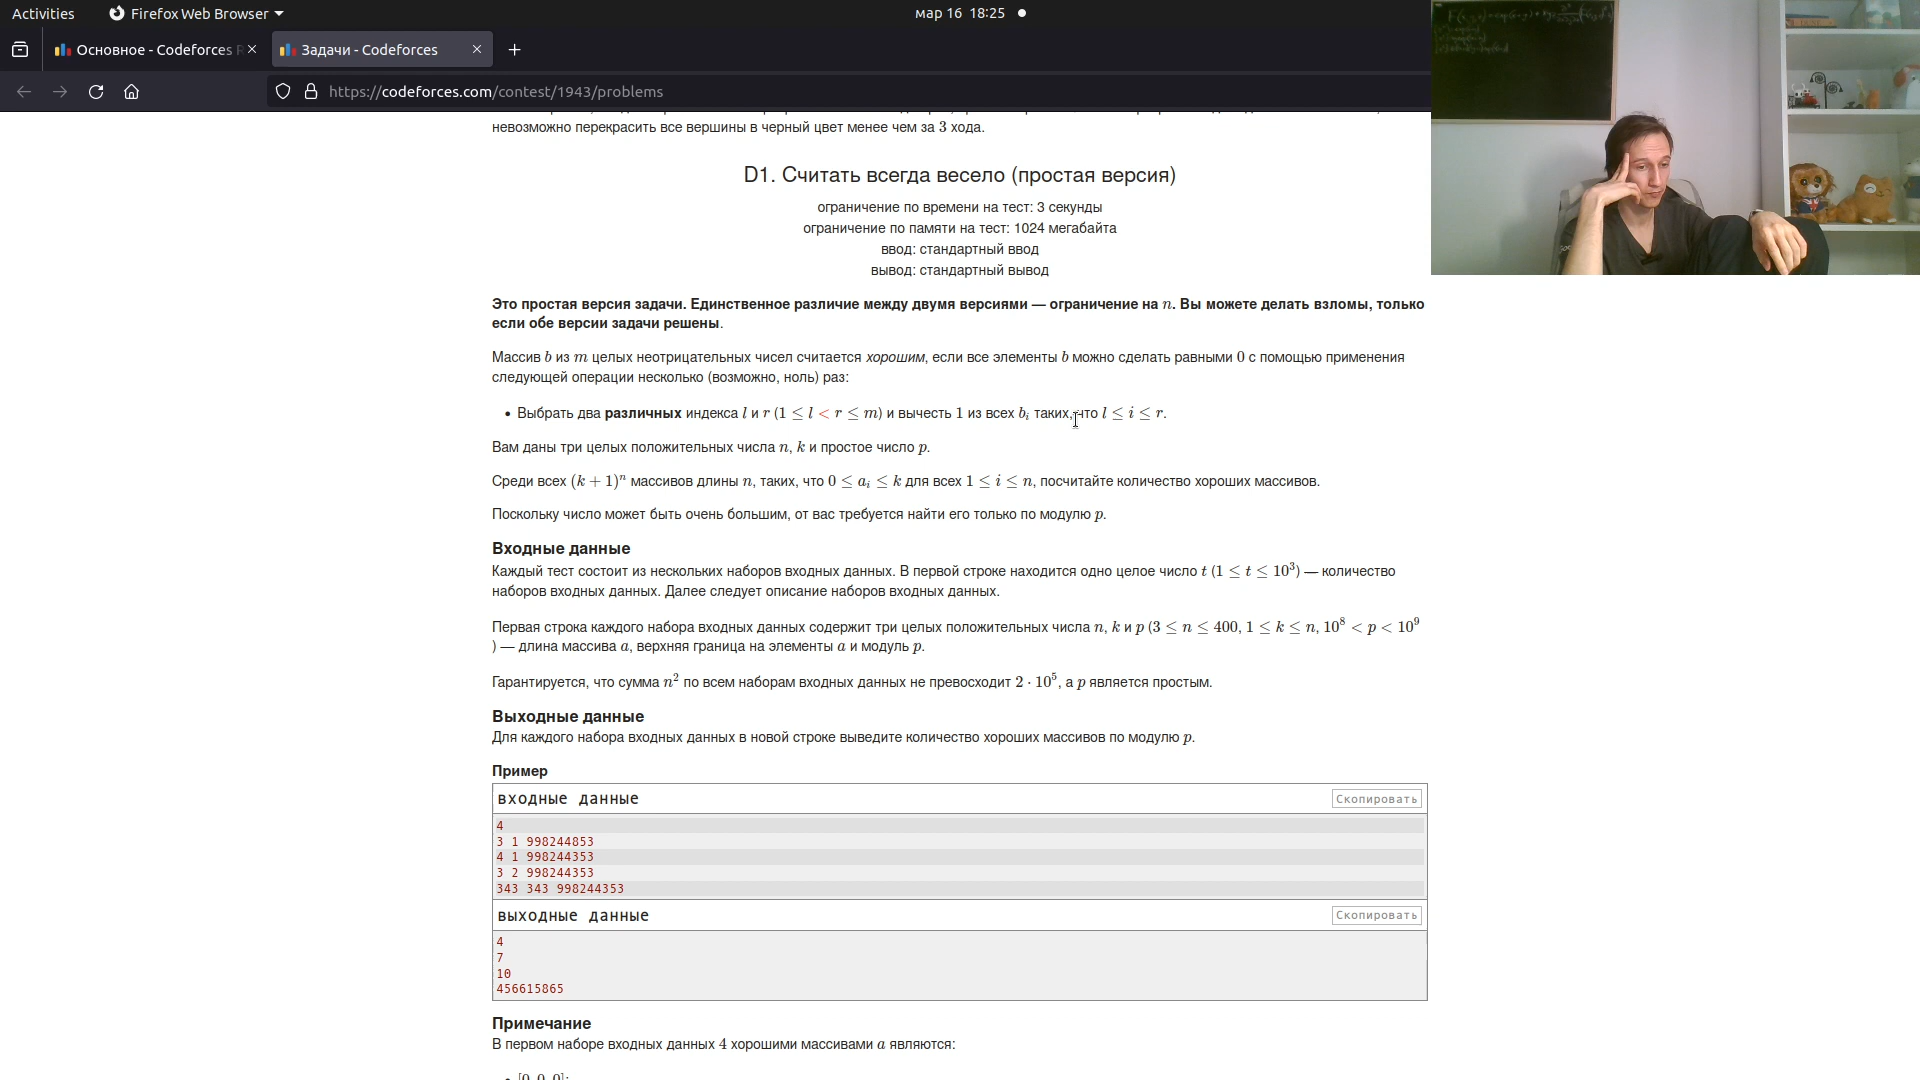 Activities
Firefox Web Browser
мар 16 18:25
Основное - Codeforces R
Задачи - Codeforces
https://codeforces.com/contest/1943/problems
невозможно перекрасить все вершины в черный цвет менее чем за 3 хода.
D1. Считать всегда весело (простая версия)
ограничение по времени на тест: 3 секунды
ограничение по памяти на тест: 1024 мегабайта
ввод: стандартный ввод
вывод: стандартный вывод
Это простая версия задачи. Единственное различие между двумя версиями — ограничение на n. Вы можете делать взломы, только
если обе версии задачи решены.
Массив b из m целых неотрицательных чисел считается хорошим, если все элементы b можно сделать равными 0 с помощью применения
следующей операции несколько (возможно, ноль) раз:
• Выбрать два различных индекса l и r (1 ≤ l < r ≤ m) и вычесть 1 из всех bᵢ таких, что l ≤ i ≤ r.
Вам даны три целых положительных числа n, k и простое число p.
Среди всех (k + 1)ⁿ массивов длины n, таких, что 0 ≤ aᵢ ≤ k для всех 1 ≤ i ≤ n, посчитайте количество хороших массивов.
Поскольку число может быть очень большим, от вас требуется найти его только по модулю p.
Входные данные
Каждый тест состоит из нескольких наборов входных данных. В первой строке находится одно целое число t (1 ≤ t ≤ 10³) — количество
наборов входных данных. Далее следует описание наборов входных данных.
Первая строка каждого набора входных данных содержит три целых положительных числа n, k и p (3 ≤ n ≤ 400, 1 ≤ k ≤ n, 10⁸ < p < 10⁹
) — длина массива a, верхняя граница на элементы a и модуль p.
Гарантируется, что сумма n² по всем наборам входных данных не превосходит 2 · 10⁵, а p является простым.
Выходные данные
Для каждого набора входных данных в новой строке выведите количество хороших массивов по модулю p.
Пример
входные данные
Скопировать
4
3 1 998244853
4 1 998244353
3 2 998244353
343 343 998244353
выходные данные
Скопировать
4
7
10
456615865
Примечание
В первом наборе входных данных 4 хорошими массивами a являются:
• [0, 0, 0];